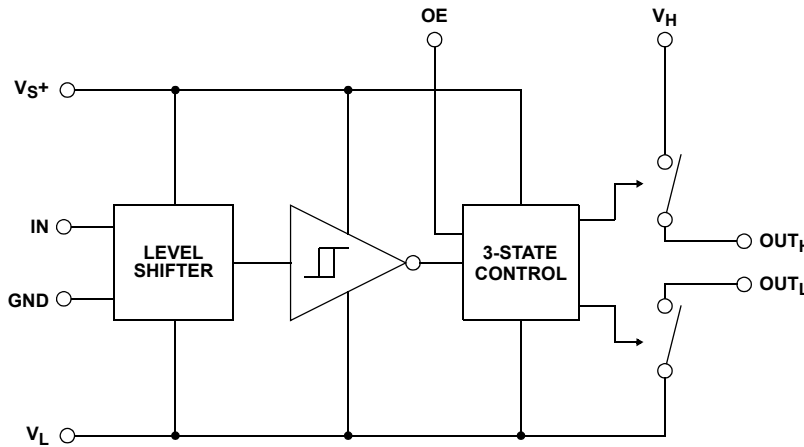 OE
VH
VS+
IN
LEVEL
SHIFTER
3-STATE
CONTROL
OUTH
OUTL
GND
VL